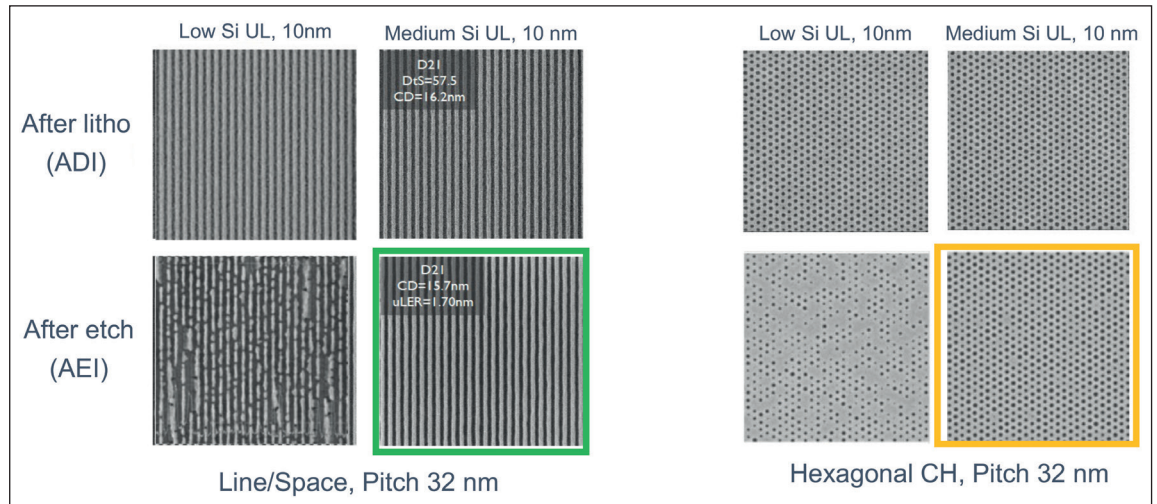 Low Si UL, 10nm
Medium Si UL, 10 nm
Low Si UL, 10nm
Medium Si UL, 10 nm
After litho
(ADI)
D21
DtS=57.5
CD=16.2nm
After etch
(AEI)
D21
CD=15.7nm
uLER=1.70nm
Line/Space, Pitch 32 nm
Hexagonal CH, Pitch 32 nm